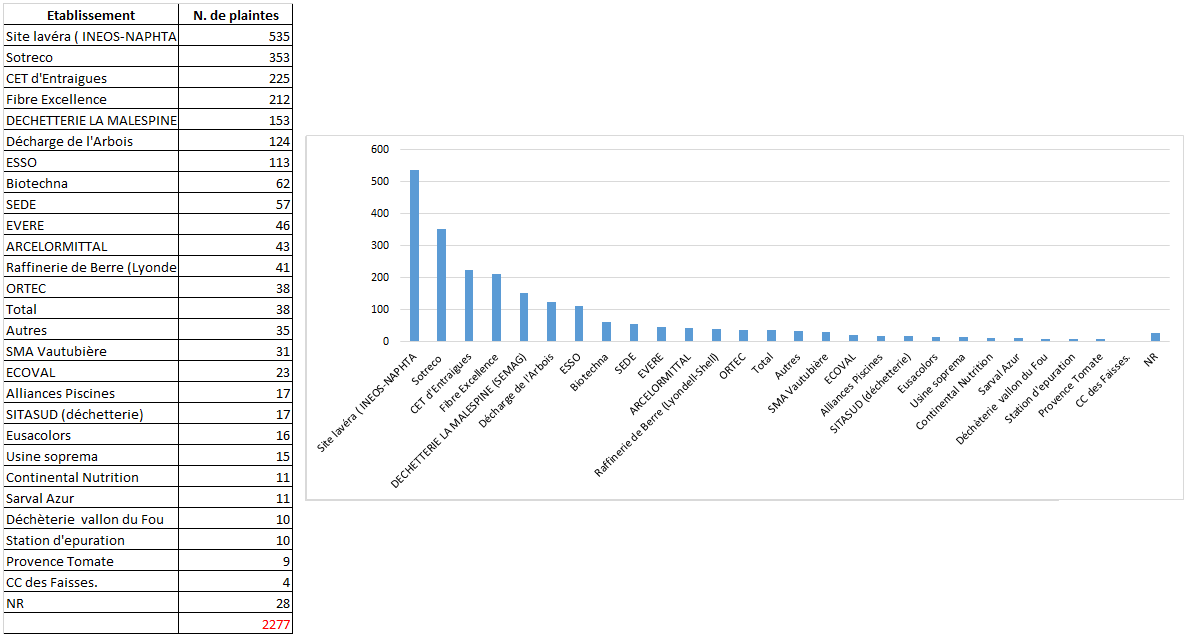 Etablissement N. de plaintes
Site lavéra ( INEOS-NAPHTA 535
Sotreco 353
CET d'Entraigues 225
Fibre Excellence 212
DECHETTERIE LA MALESPINE 153
Décharge de l'Arbois 124
ESSO 113
Biotechna 62
SEDE 57
EVERE 46
ARCELORMITTAL 43
Raffinerie de Berre (Lyonde 41
ORTEC 38
Total 38
Autres 35
SMA Vautubière 31
ECOVAL 23
Alliances Piscines 17
SITASUD (déchetterie) 17
Eusacolors 16
Usine soprema 15
Continental Nutrition 11
Sarval Azur 11
Déchèterie  vallon du Fou 10
Station d'epuration 10
Provence Tomate 9
CC des Faisses. 4
NR 28
2277
600
500
400
300
200
100
0
Site lavéra ( INEOS-NAPHTA
Sotreco
CET d'Entraigues
Fibre Excellence
DECHETTERIE LA MALESPINE (SEMAG)
Décharge de l'Arbois
ESSO
Biotechna
SEDE
EVERE
ARCELORMITTAL
Raffinerie de Berre (Lyondell-Shell)
ORTEC
Total
Autres
SMA Vautubière
ECOVAL
Alliances Piscines
SITASUD (déchetterie)
Eusacolors
Usine soprema
Continental Nutrition
Sarval Azur
Déchèterie  vallon du Fou
Station d'epuration
Provence Tomate
CC des Faisses.
NR